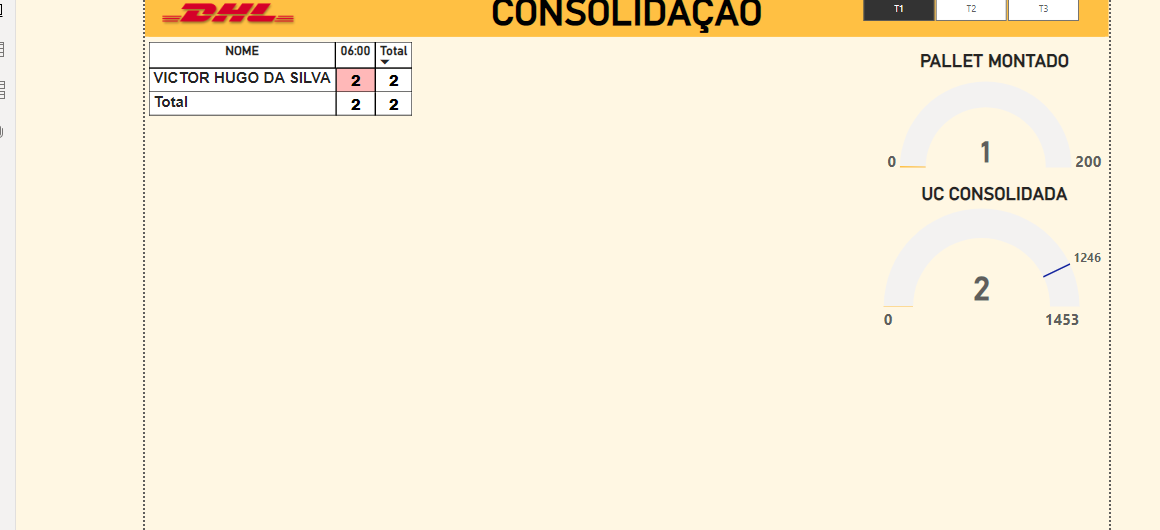 DHL
CONSOLIDAÇÃO
T1 T2 T3
NOME 06:00 Total
VICTOR HUGO DA SILVA 2 2
Total 2 2
PALLET MONTADO
1
0 200
UC CONSOLIDADA
1246
2
0 1453